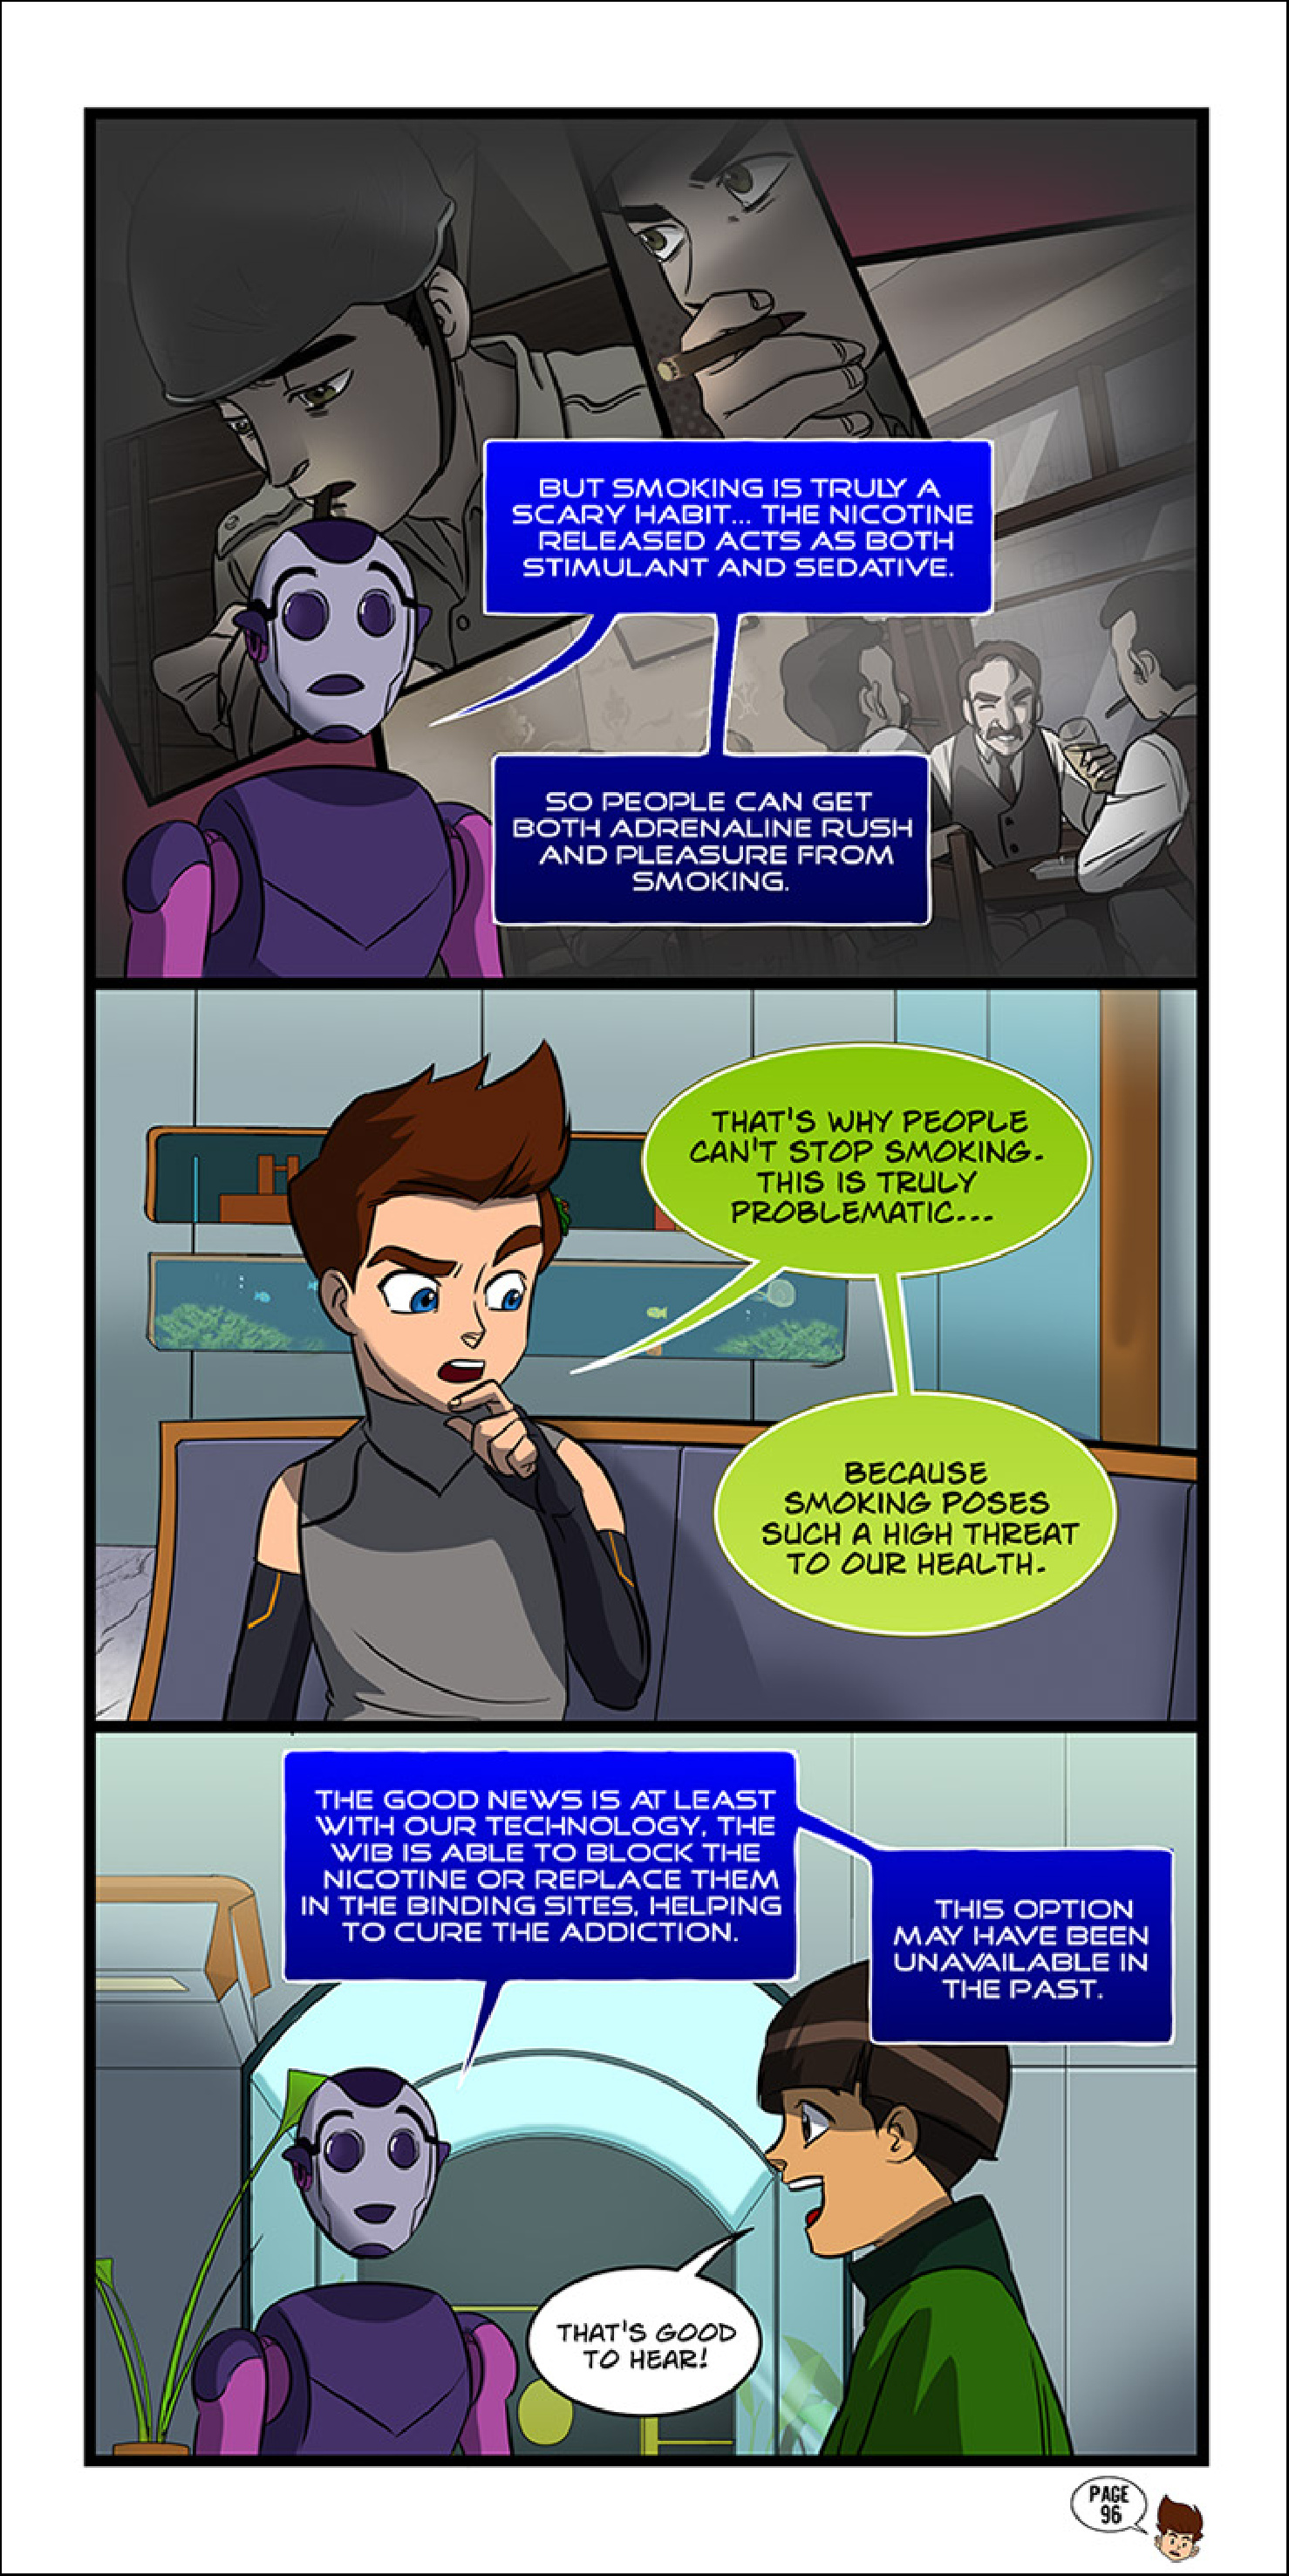 BUT SMOKING IS TRULY A
SCARY HABIT... THE NICOTINE
RELEASED ACTS AS BOTH
STIMULANT AND SEDATIVE.
SO PEOPLE CAN GET
BOTH ADRENALINE RUSH
AND PLEASURE FROM
SMOKING.
THAT'S WHY PEOPLE
CAN'T STOP SMOKING.
THIS IS TRULY
PROBLEMATIC...
BECAUSE
SMOKING POSES
SUCH A HIGH THREAT
TO OUR HEALTH.
THE GOOD NEWS IS AT LEAST
WITH OUR TECHNOLOGY, THE
WIB IS ABLE TO BLOCK THE
NICOTINE OR REPLACE THEM
IN THE BINDING SITES, HELPING
TO CURE THE ADDICTION.
THIS OPTION
MAY HAVE BEEN
UNAVAILABLE IN
THE PAST.
THAT'S GOOD
TO HEAR!
PAGE
96